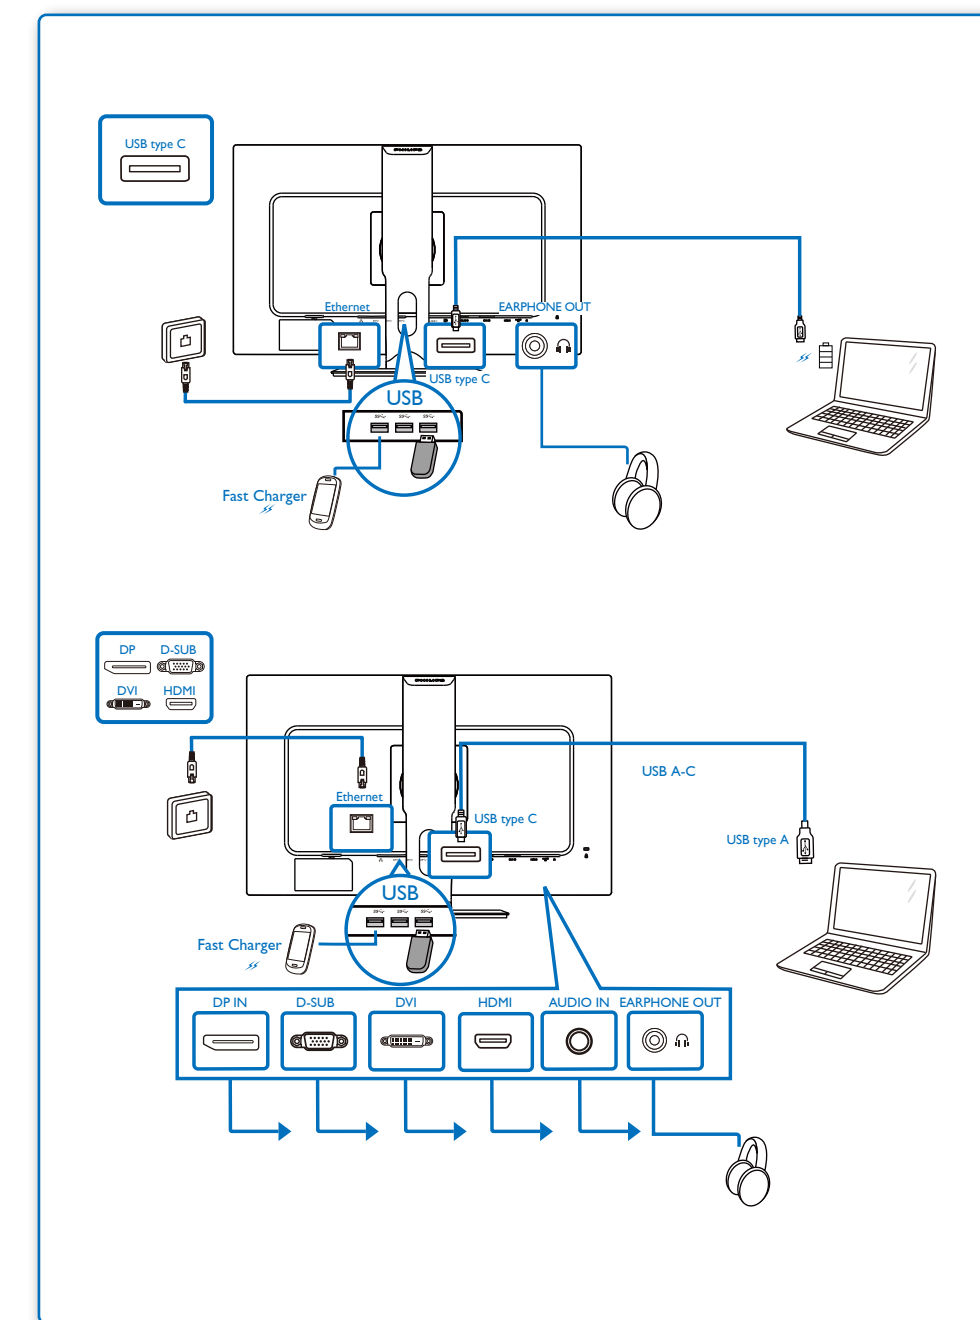 USB type C
Ethernet
EARPHONE OUT
USB type C
USB
Fast Charger
DP D-SUB
DVI HDMI
USB A-C
Ethernet
USB type C
USB type A
USB
Fast Charger
DP IN D-SUB DVI HDMI AUDIO IN EARPHONE OUT